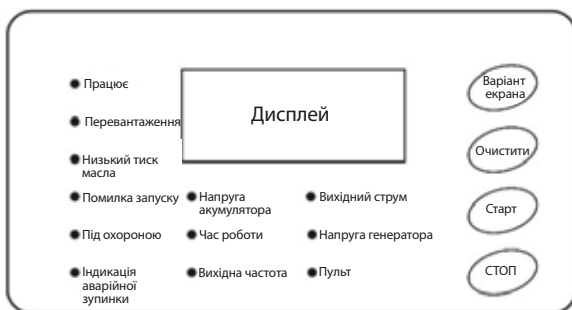 Працює
Перевантаження
Низький тиск
масла
Помилка запуску
Під охороною
Індикація
аварійної
зупинки
Дисплей
Напруга
акумулятора
Час роботи
Вихідна частота
Вихідний струм
Напруга генератора
Пульт
Варіант
екрана
Очистити
Старт
СТОП